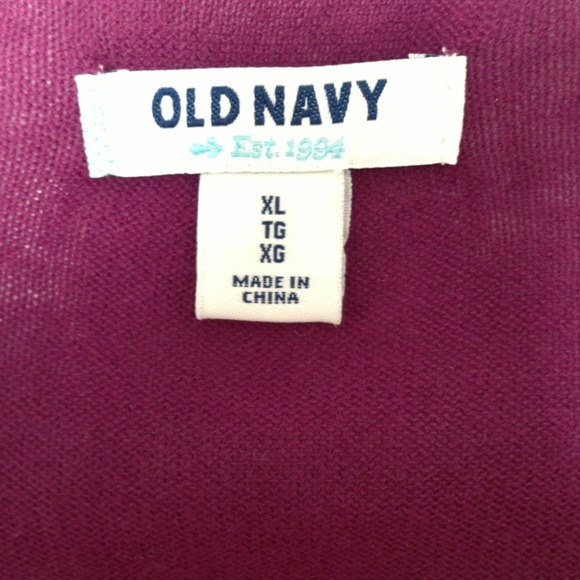 OLD NAVY
Est. 1994
XL
TG
XG
MADE IN
CHINA